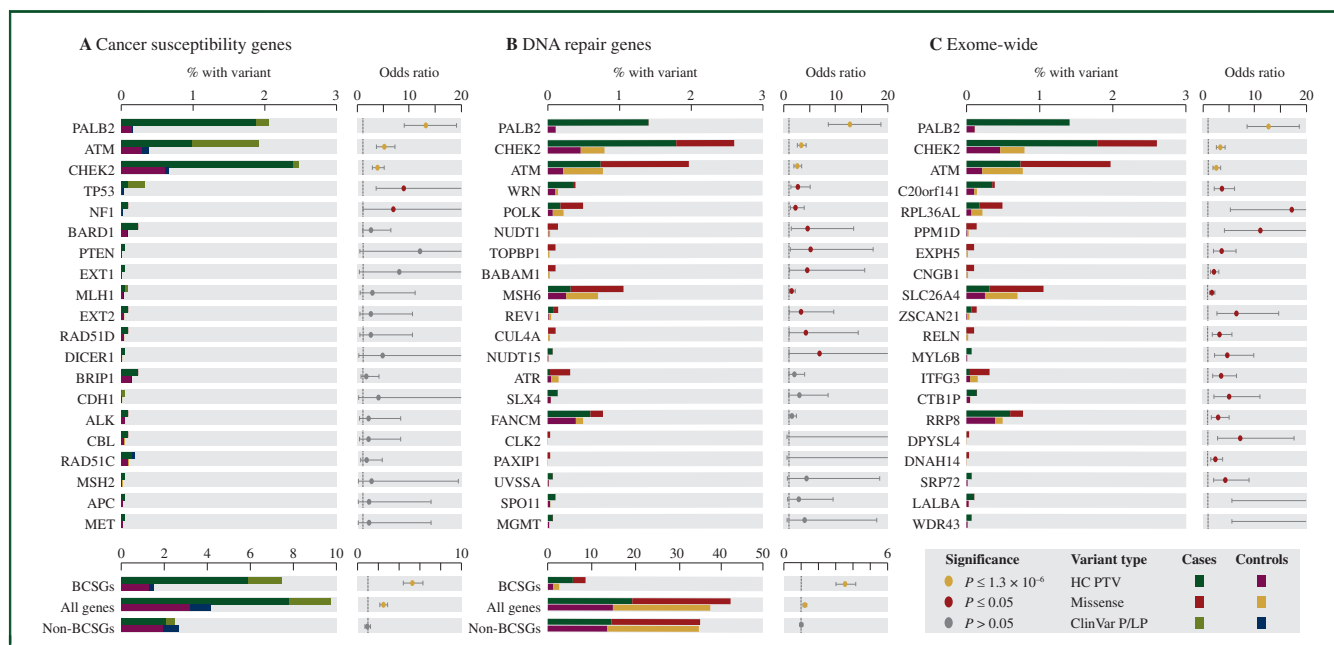 A Cancer susceptibility genes
% with variant
Odds ratio
0 1 2 3
0 10 20
PALB2
ATM
CHEK2
TP53
NF1
BARD1
PTEN
EXT1
MLH1
EXT2
RAD51D
DICER1
BRIP1
CDH1
ALK
CBL
RAD51C
MSH2
APC
MET
0 2 4 6 8 10
0 10
BCSGs
All genes
Non-BCSGs
B DNA repair genes
% with variant
Odds ratio
0 1 2 3
0 10 20
PALB2
CHEK2
ATM
WRN
POLK
NUDT1
TOPBP1
BABAM1
MSH6
REV1
CUL4A
NUDT15
ATR
SLX4
FANCM
CLK2
PAXIP1
UVSSA
SPO11
MGMT
0 10 20 30 40 50
0 6
BCSGs
All genes
Non-BCSGs
C Exome-wide
% with variant
Odds ratio
0 1 2 3
0 10 20
PALB2
CHEK2
ATM
C20orf141
RPL36AL
PPM1D
EXPH5
CNGB1
SLC26A4
ZSCAN21
RELN
MYL6B
ITFG3
CTB1P
RRP8
DPYSL4
DNAH14
SRP72
LALBA
WDR43
Significance Variant type Cases Controls
P ≤ 1.3 × 10⁻⁶ HC PTV
P ≤ 0.05 Missense
P > 0.05 ClinVar P/LP